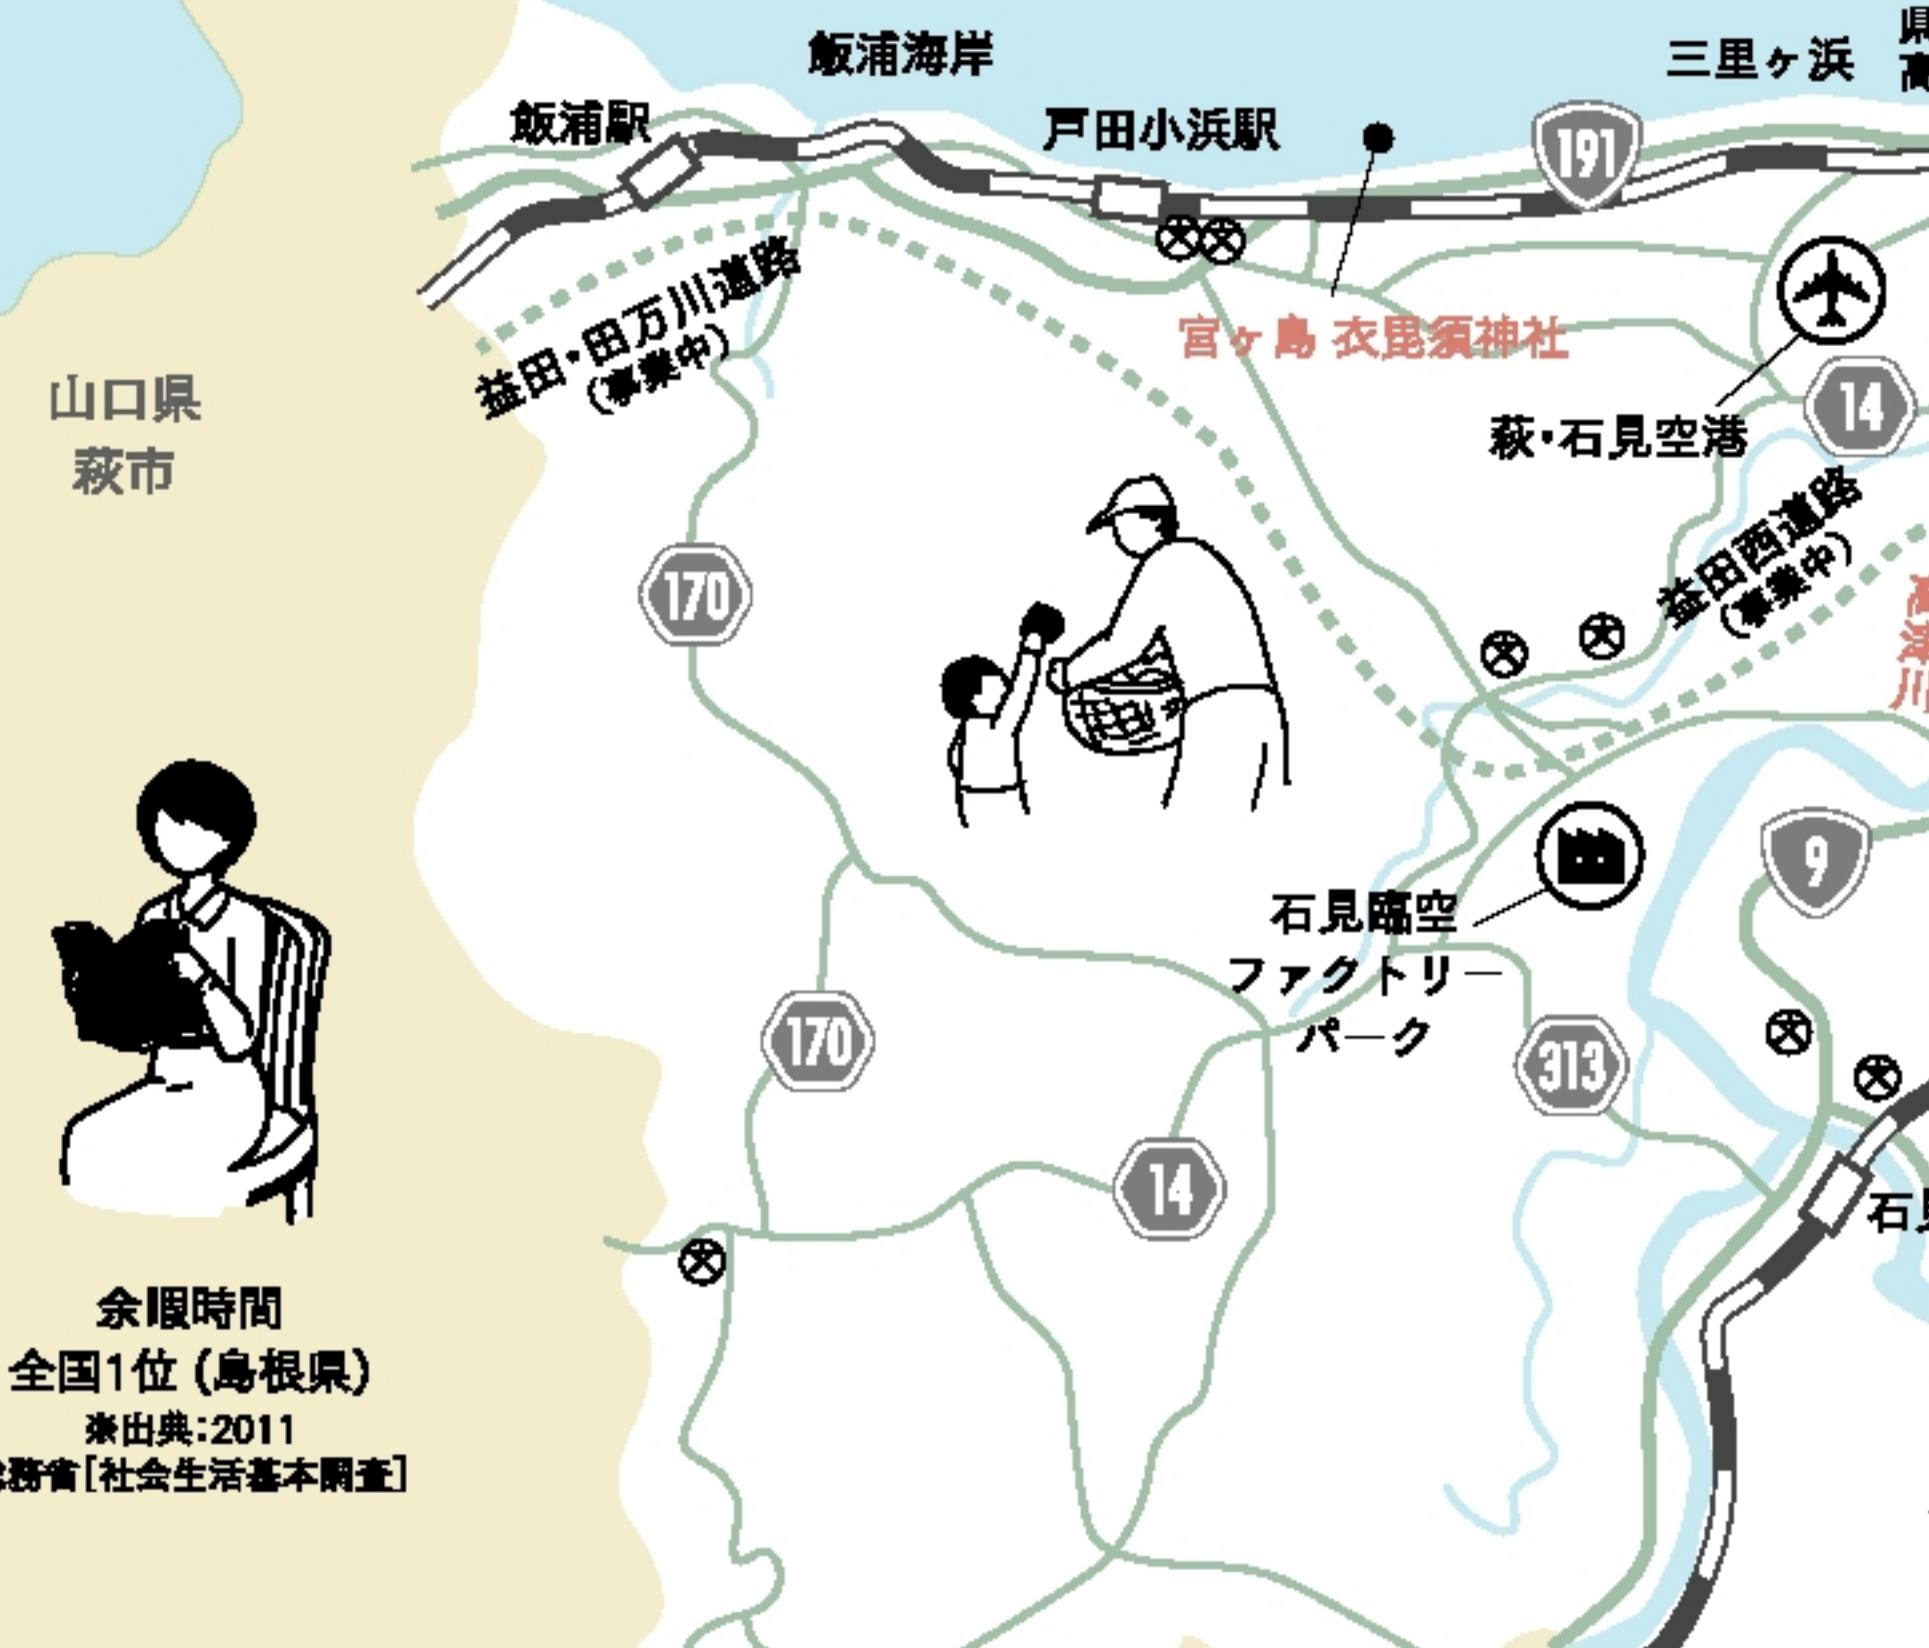 飯浦海岸
三里ヶ浜
飯浦駅
戸田小浜駅
191
益田・田万川道路
(事業中)
宮ヶ島 衣毘須神社
山口県
萩市
14
萩・石見空港
益田西道路
(事業中)
170
9
石見臨空
ファクトリー
パーク
170
313
14
余暇時間
全国1位 (島根県)
※出典:2011
務省[社会生活基本調査]